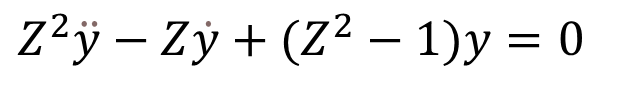 Z²ÿ − Zẏ + (Z² − 1)y = 0